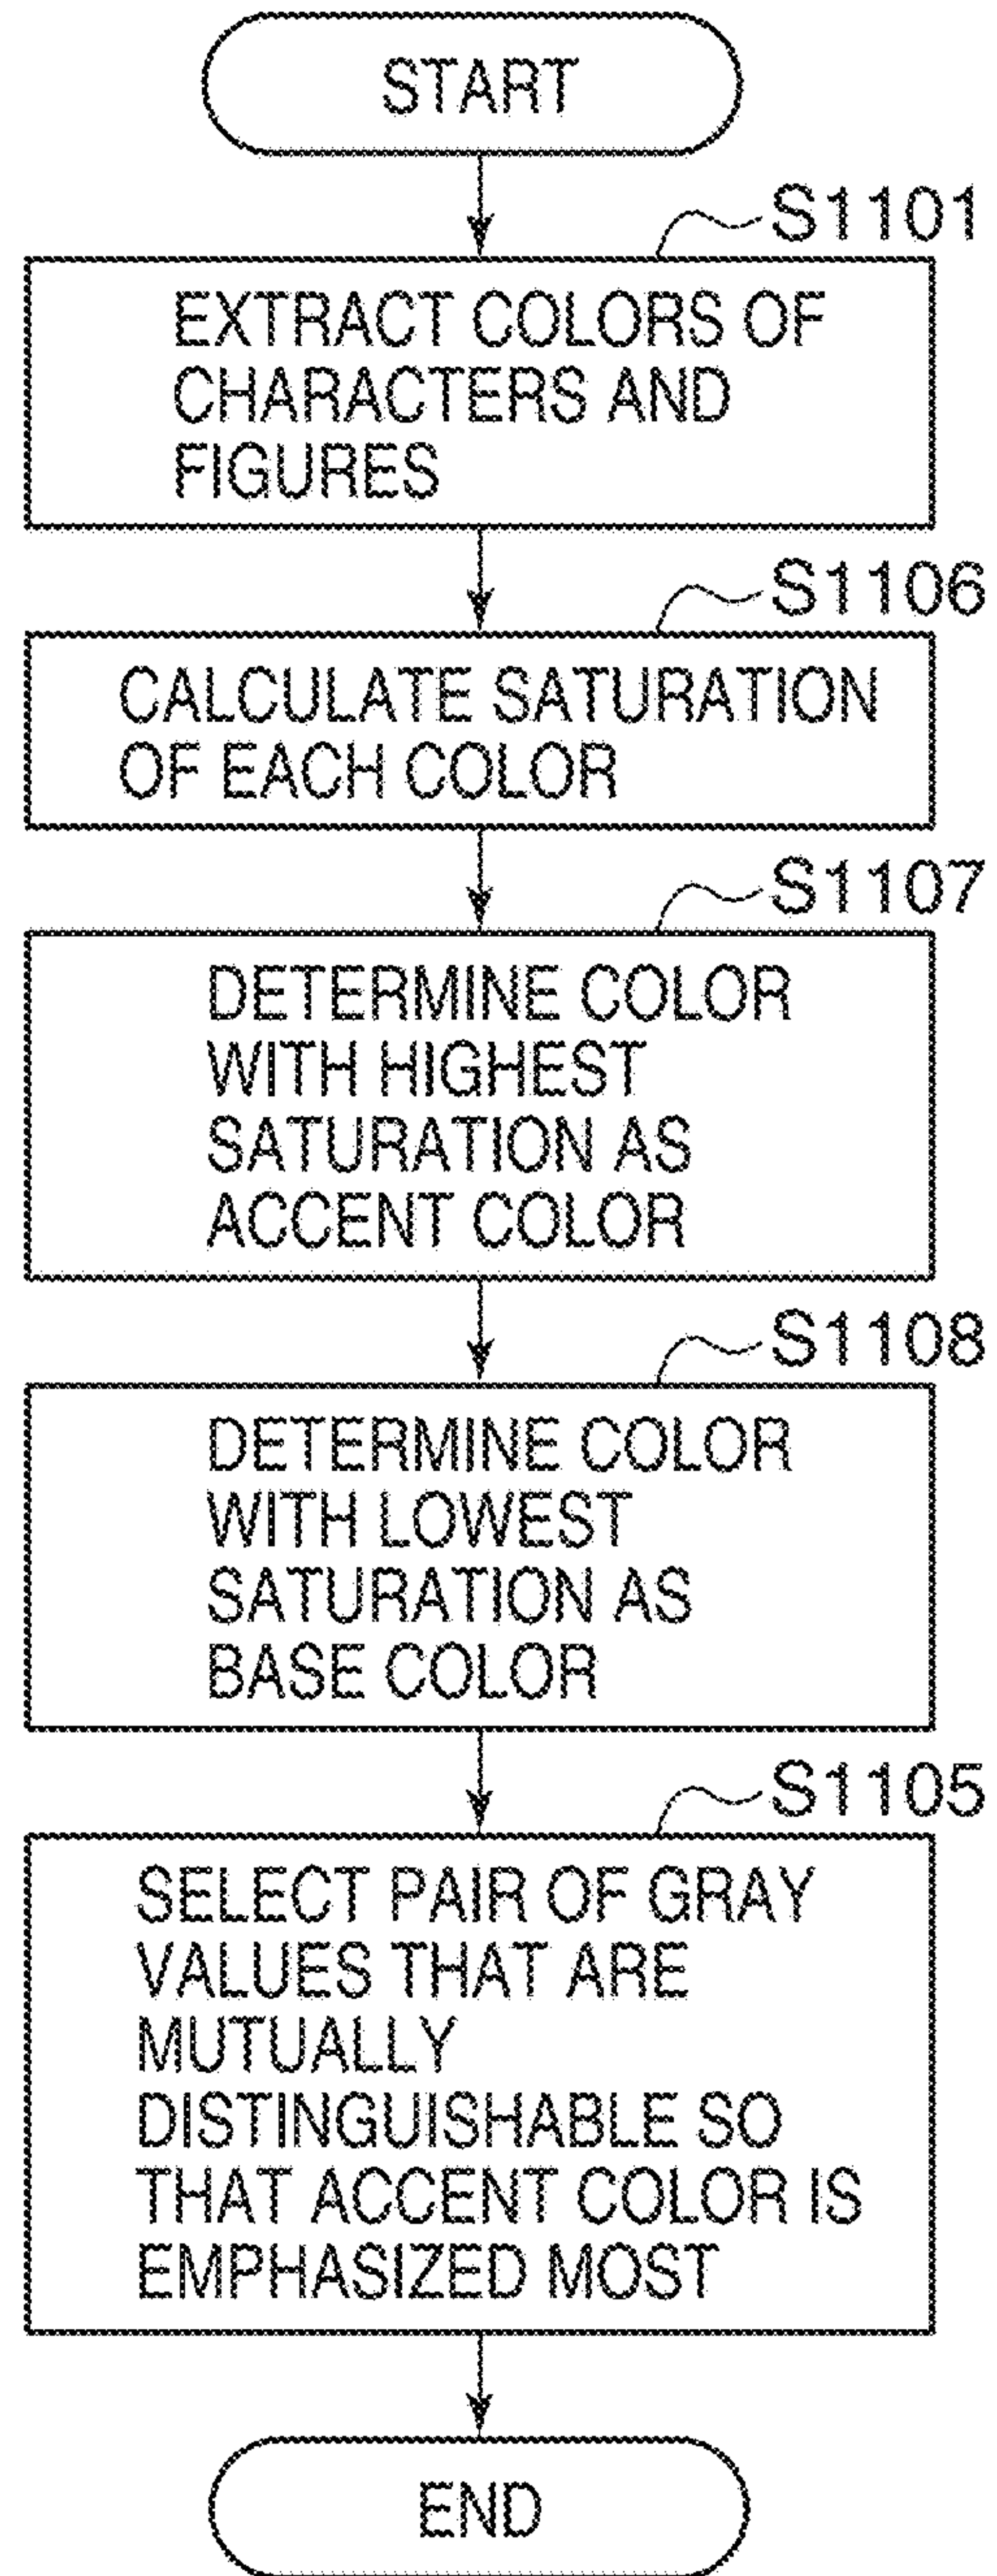 START
S1101
EXTRACT COLORS OF
CHARACTERS AND
FIGURES
S1106
CALCULATE SATURATION
OF EACH COLOR
S1107
DETERMINE COLOR
WITH HIGHEST
SATURATION AS
ACCENT COLOR
S1108
DETERMINE COLOR
WITH LOWEST
SATURATION AS
BASE COLOR
S1105
SELECT PAIR OF GRAY
VALUES THAT ARE
MUTUALLY
DISTINGUISHABLE SO
THAT ACCENT COLOR IS
EMPHASIZED MOST
END